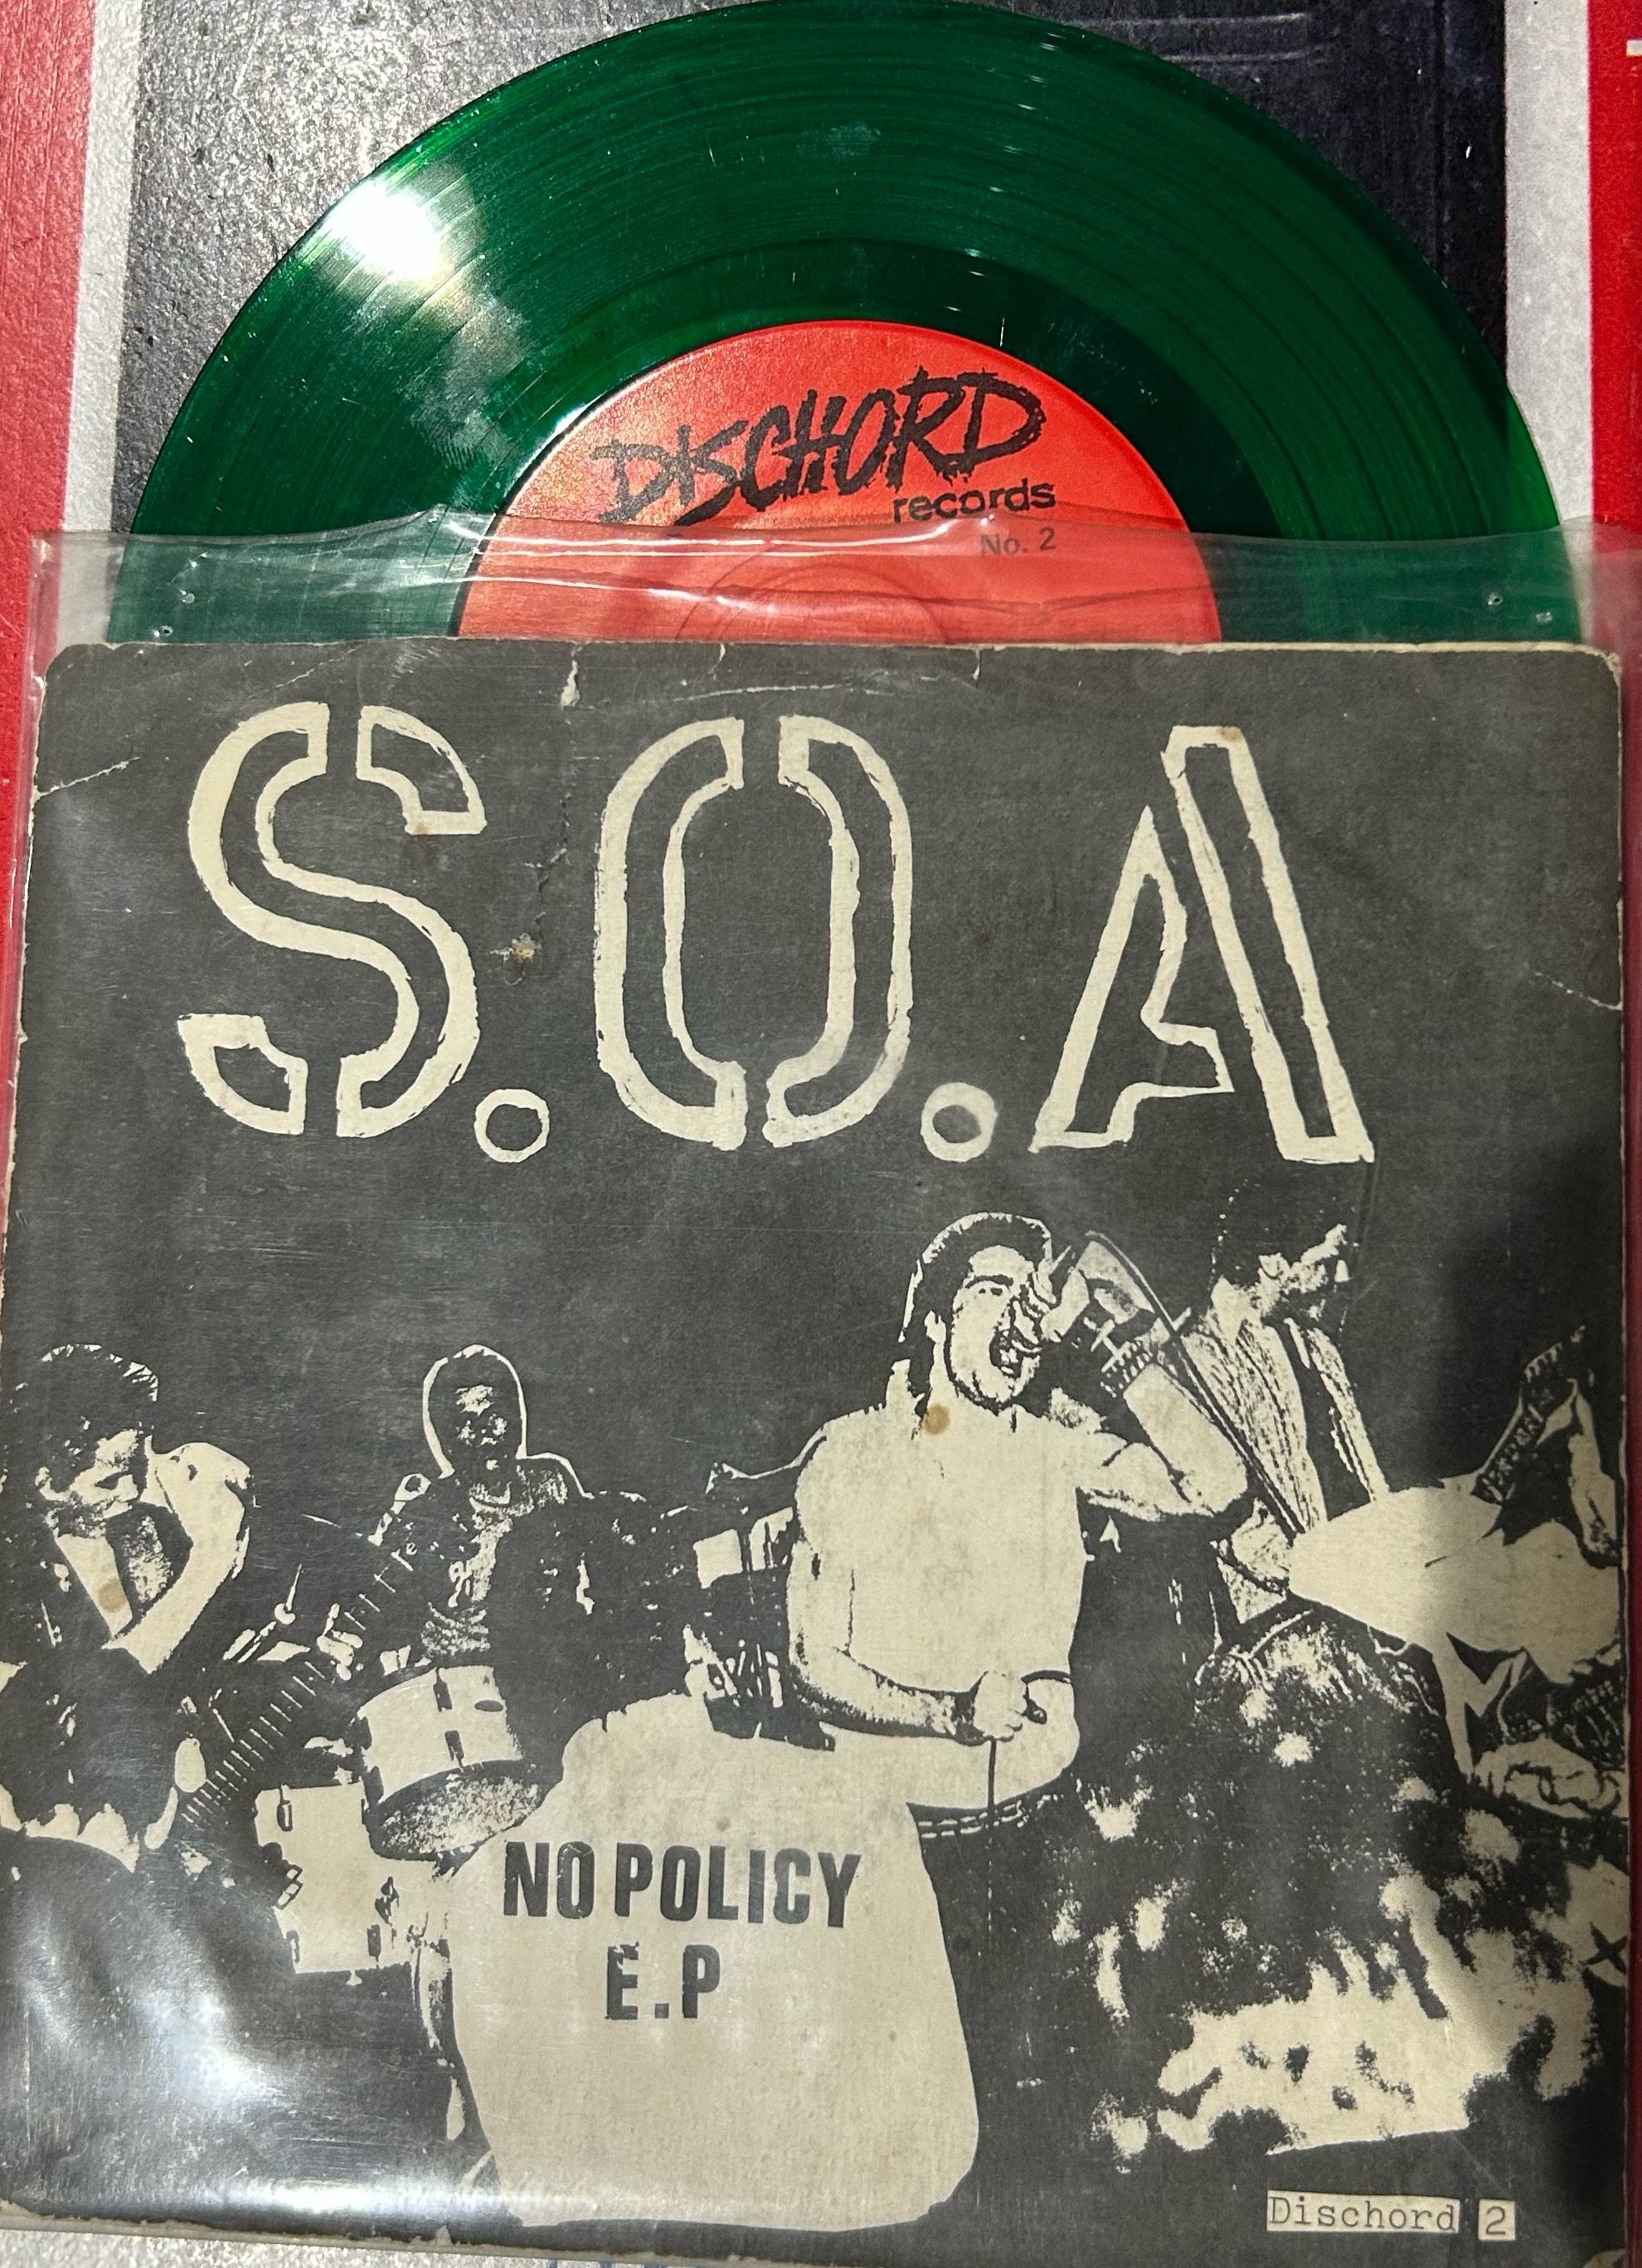 DISCHORD
records
No. 2
S.O.A
NO POLICY
E.P
Dischord 2